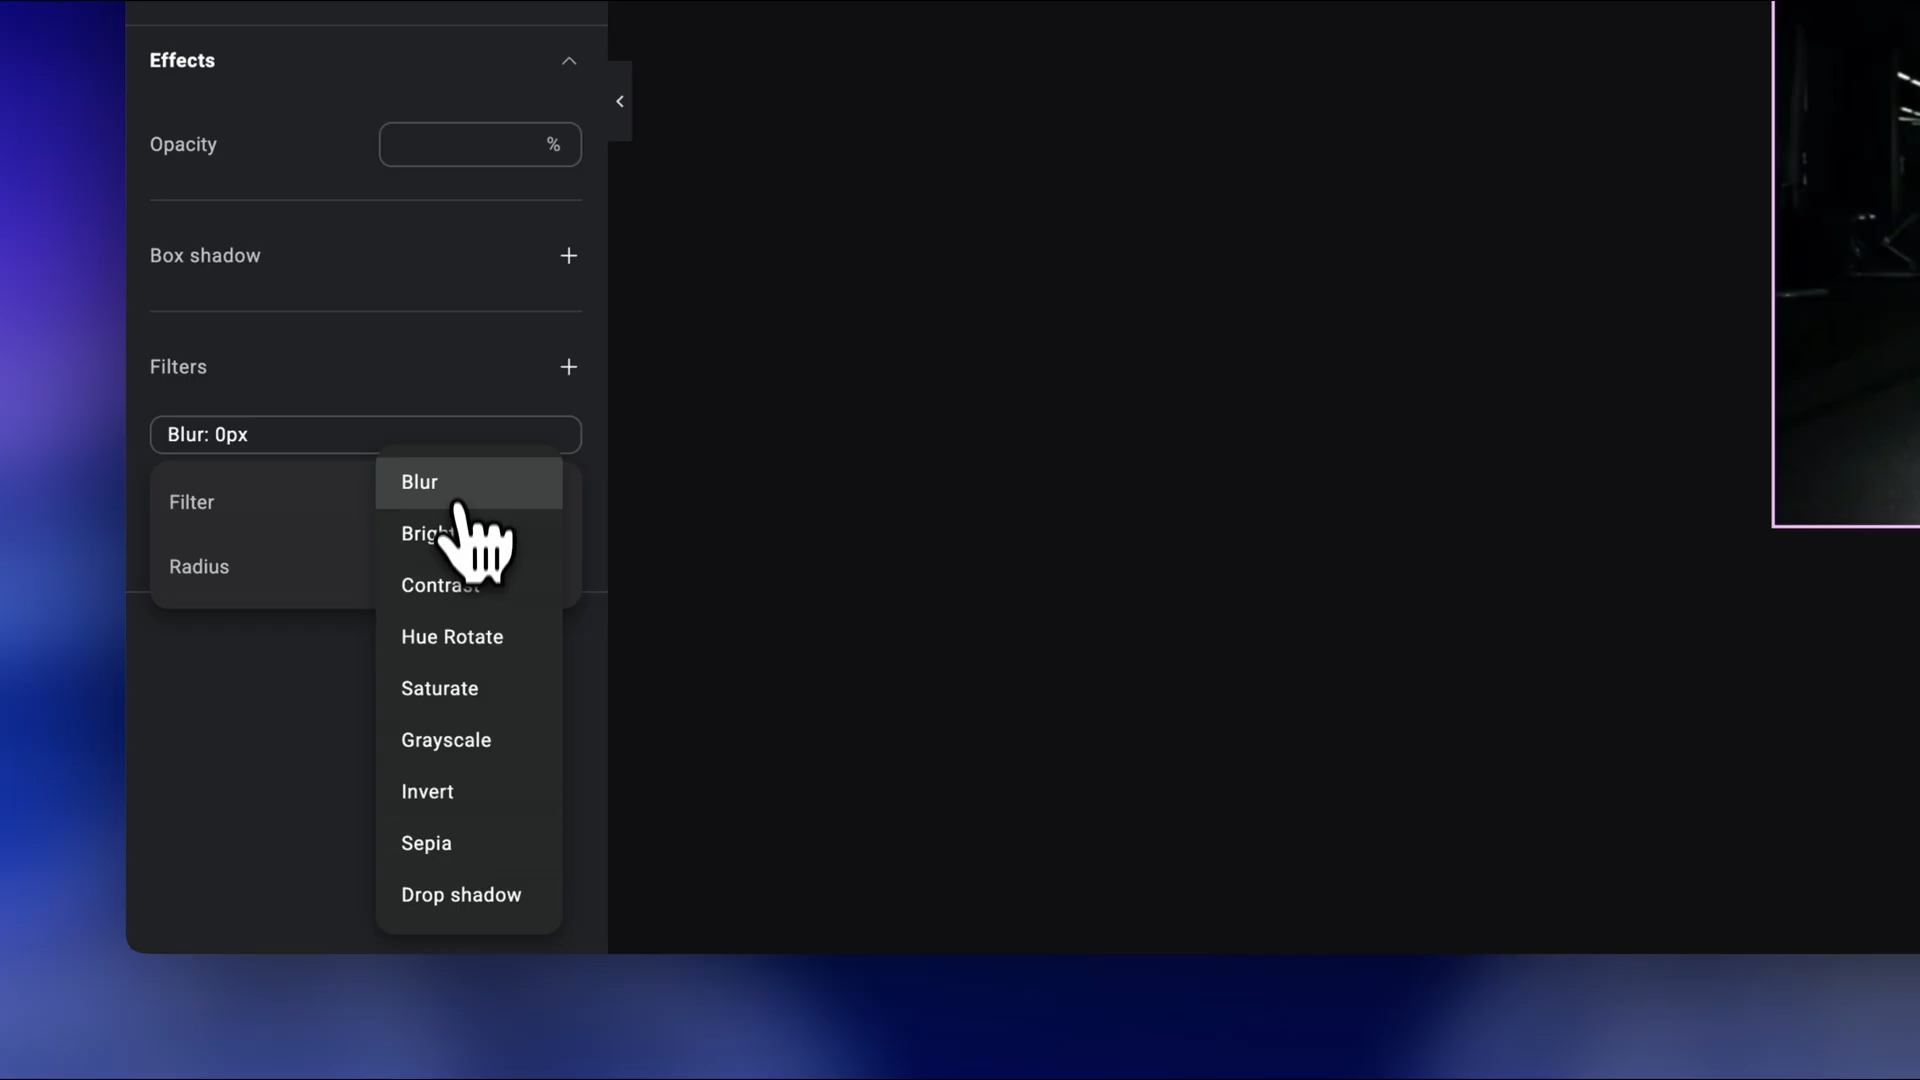 Effects
Opacity
%
Box shadow
Filters
Blur: 0px
Filter
Radius
Blur
Hue Rotate
Saturate
Grayscale
Invert
Sepia
Drop shadow